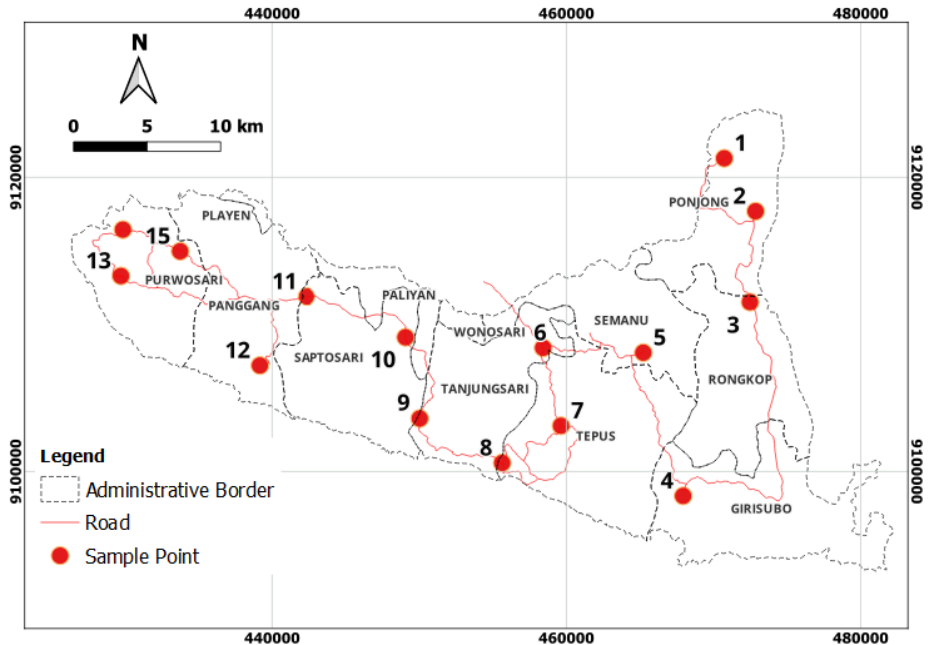 440000 460000 480000
N
0 5 10 km
9120000 9120000
1
PONJONG 2
PLAYEN
15
13
PURWOSARI
11
PANGGANG
PALIYAN
3
WONOSARI 6
SEMANU
5
12
SAPTOSARI
10
TANJUNGSARI
RONGKOP
9
7
TEPUS
8
4
GIRISUBO
9100000 9100000
Legend
Administrative Border
Road
Sample Point
440000 460000 480000